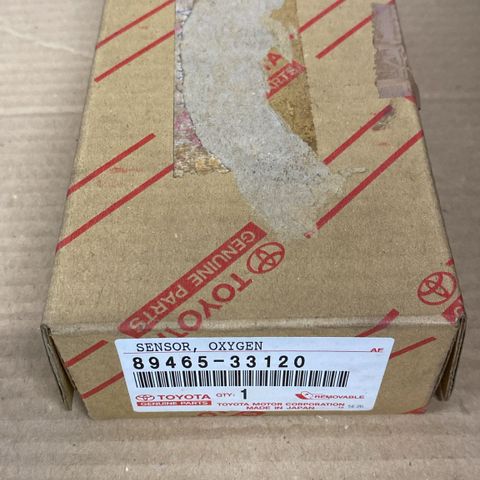 TOYOTA
GENUINE PARTS
SENSOR, OXYGEN
AE
89465-33120
TOYOTA QTY: 1 REMOVABLE
GENUINE PARTS TOYOTA MOTOR CORPORATION
MADE IN JAPAN